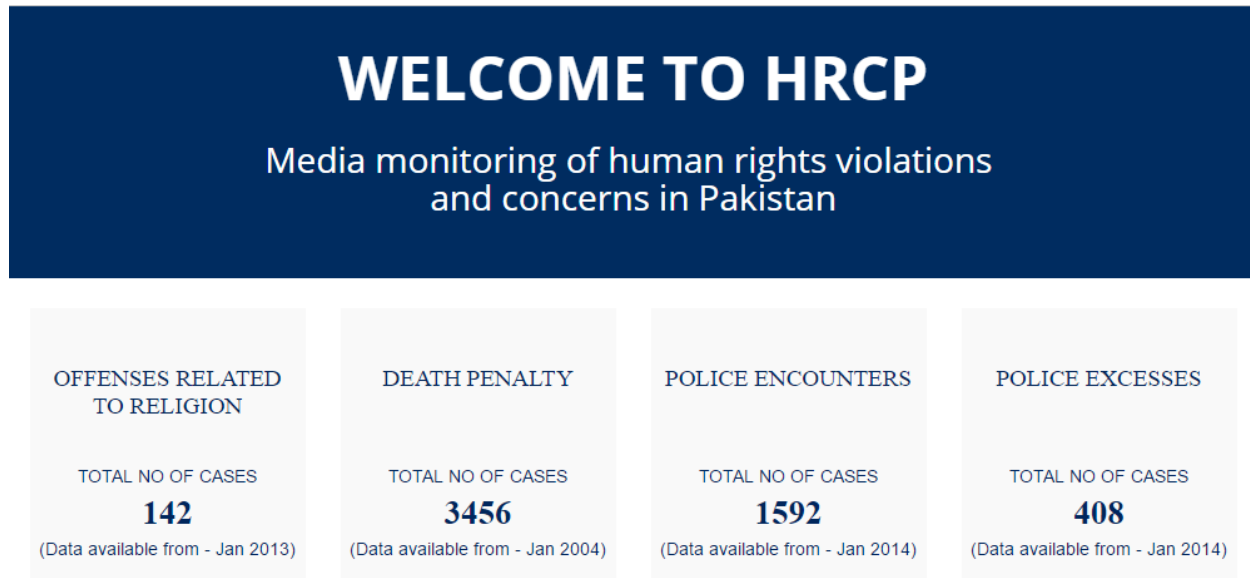 WELCOME TO HRCP
Media monitoring of human rights violations
and concerns in Pakistan
OFFENSES RELATED
TO RELIGION
TOTAL NO OF CASES
142
(Data available from - Jan 2013)
DEATH PENALTY
TOTAL NO OF CASES
3456
(Data available from - Jan 2004)
POLICE ENCOUNTERS
TOTAL NO OF CASES
1592
(Data available from - Jan 2014)
POLICE EXCESSES
TOTAL NO OF CASES
408
(Data available from - Jan 2014)